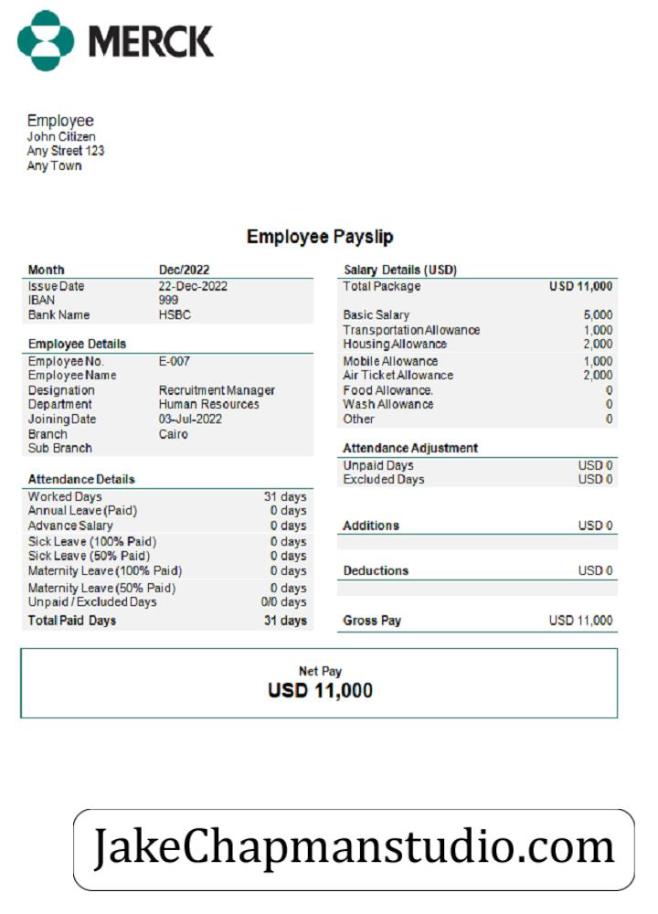 MERCK
Employee
John Citizen
Any Street 123
Any Town
Employee Payslip
Month Dec/2022
Issue Date 22-Dec-2022
IBAN 999
Bank Name HSBC
Employee Details
Employee No. E-007
Employee Name
Designation Recruitment Manager
Department Human Resources
Joining Date 03-Jul-2022
Branch Cairo
Sub Branch
Attendance Details
Worked Days 31 days
Annual Leave (Paid) 0 days
Advance Salary 0 days
Sick Leave (100% Paid) 0 days
Sick Leave (50% Paid) 0 days
Maternity Leave (100% Paid) 0 days
Maternity Leave (50% Paid) 0 days
Unpaid / Excluded Days 0/0 days
Total Paid Days 31 days
Salary Details (USD)
Total Package USD 11,000
Basic Salary 5,000
Transportation Allowance 1,000
Housing Allowance 2,000
Mobile Allowance 1,000
Air Ticket Allowance 2,000
Food Allowance. 0
Wash Allowance 0
Other 0
Attendance Adjustment
Unpaid Days USD 0
Excluded Days USD 0
Additions USD 0
Deductions USD 0
Gross Pay USD 11,000
Net Pay
USD 11,000
JakeChapmanstudio.com